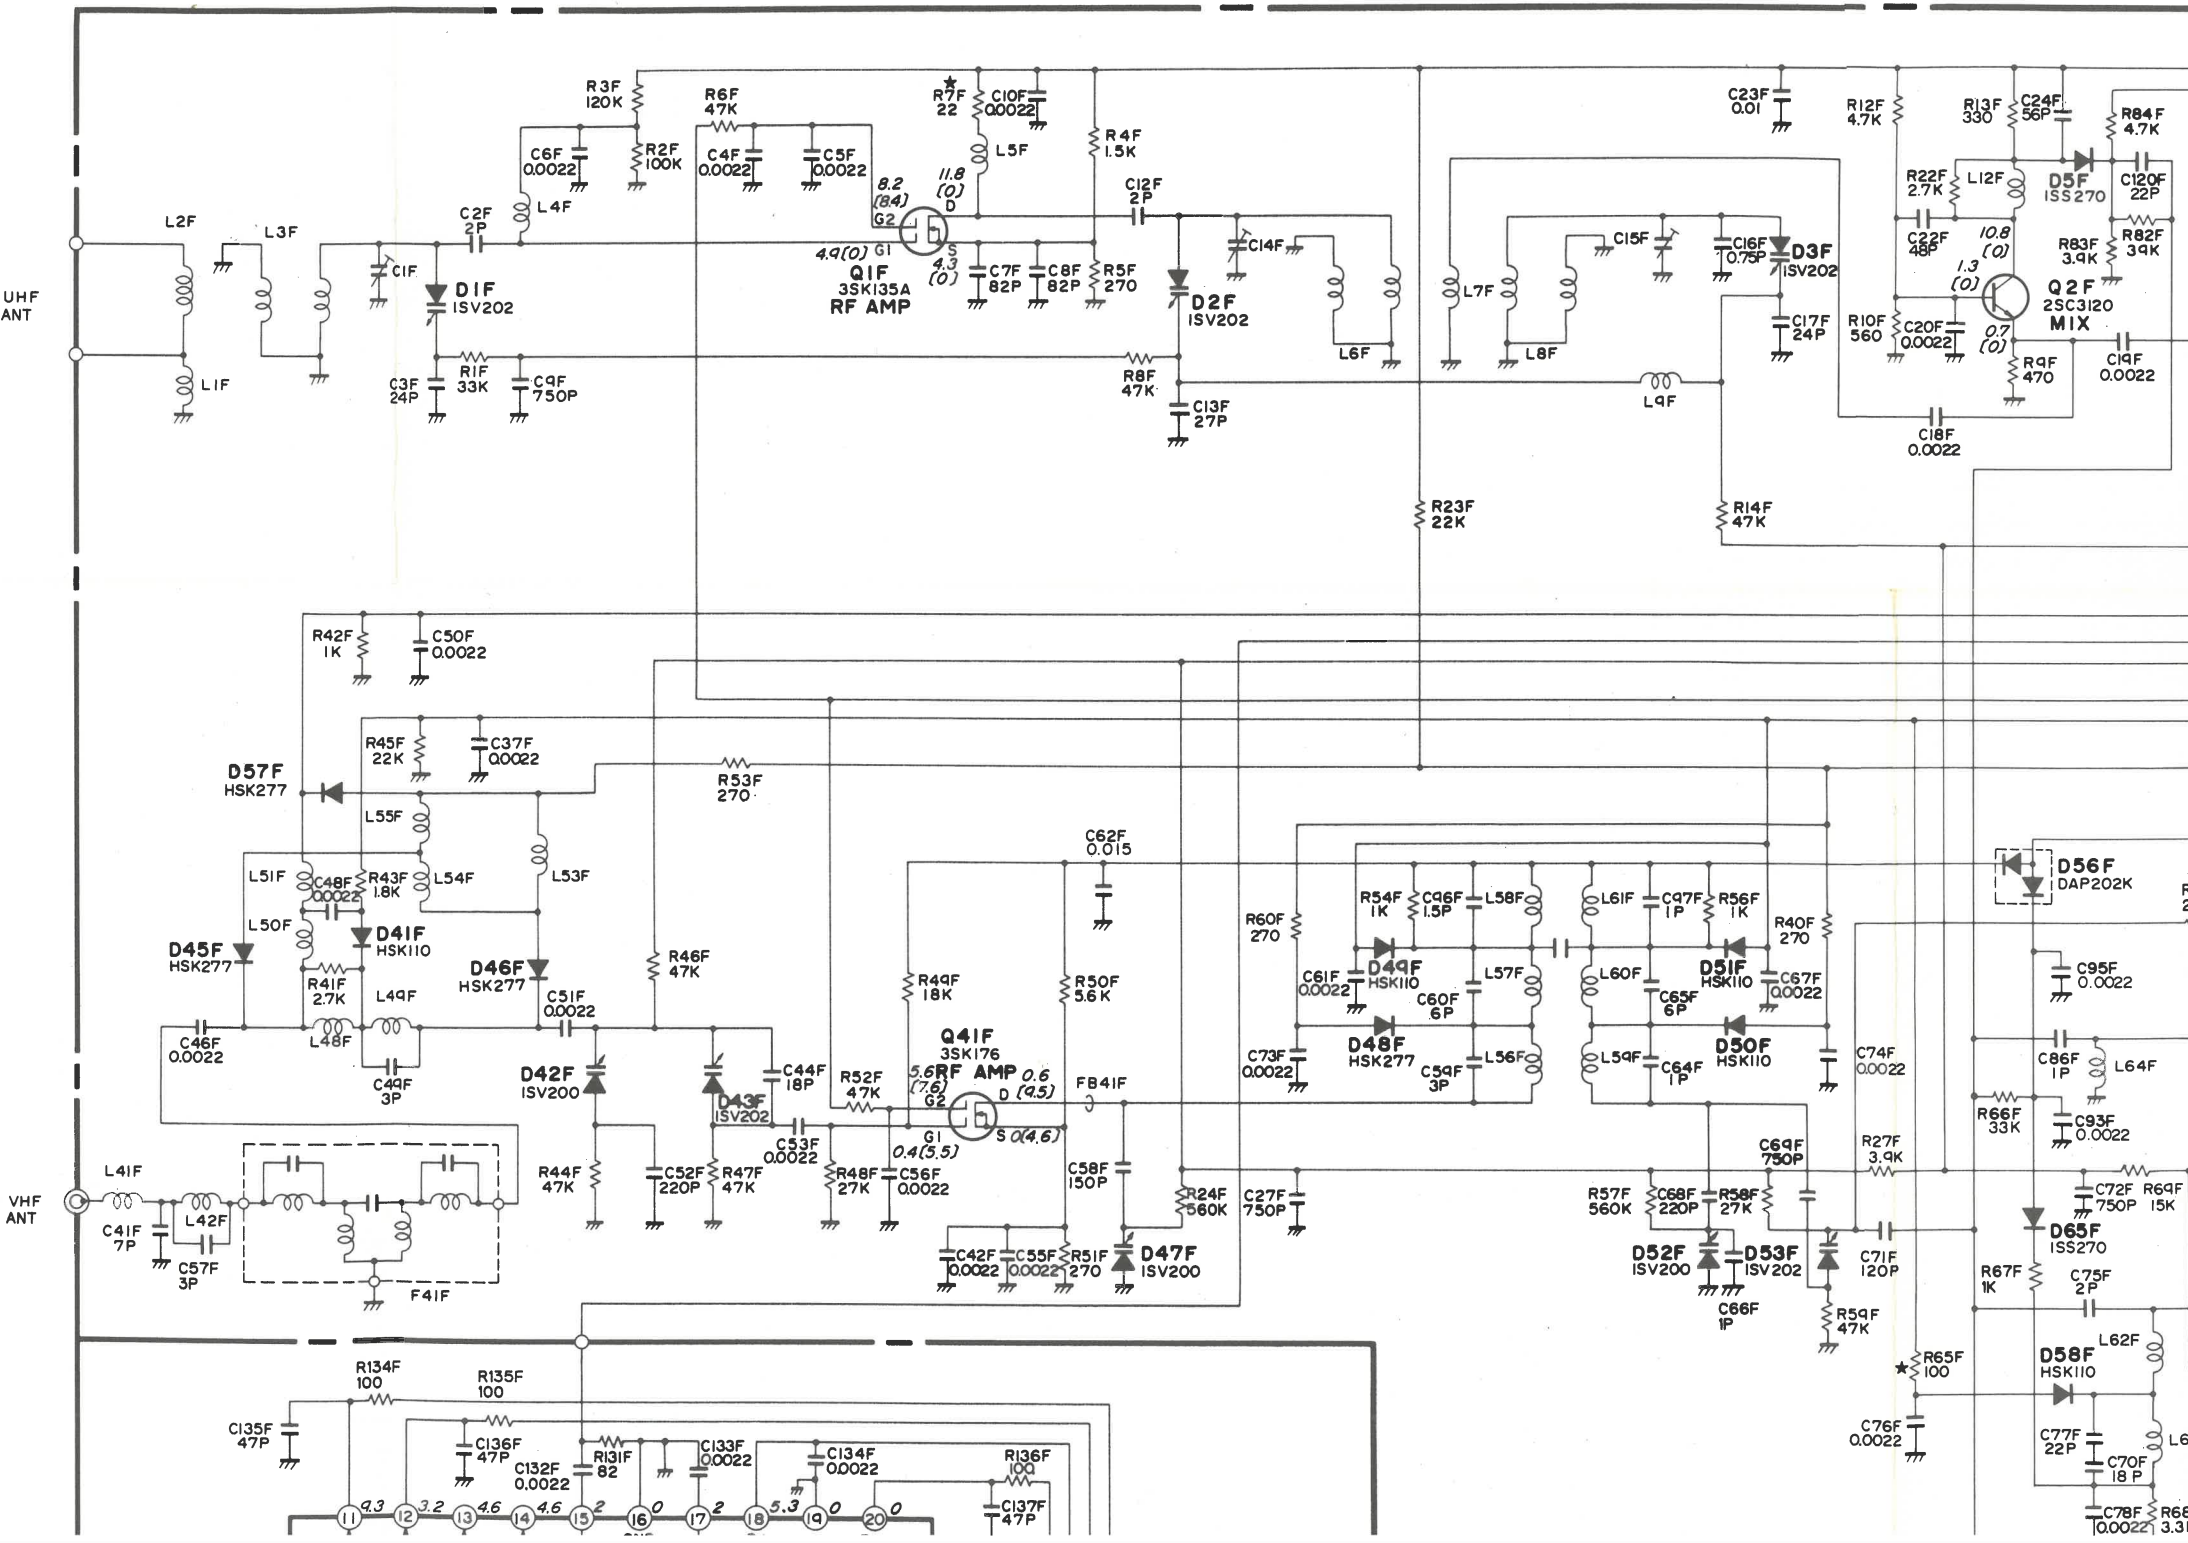 UHF
ANT
L2F
L3F
L1F
C1F
D1F
ISV202
C3F
24P
R1F
33K
C9F
750P
C2F
2P
L4F
C6F
0.0022
R3F
120K
R2F
100K
R6F
47K
C4F
0.0022
C5F
0.0022
8.2
[8.4]
G2
4.9[0] G1
Q1F
3SK135A
RF AMP
11.8
[0]
D
S
4.3
[0]
★
R7F
22
C10F
0.0022
L5F
R4F
1.5K
C7F
82P
C8F
82P
R5F
270
C12F
2P
C14F
D2F
ISV202
R8F
47K
C13F
27P
L6F
L7F
L8F
C15F
C16F
0.75P
D3F
ISV202
C17F
24P
L9F
C23F
0.01
R12F
4.7K
R13F
330
C24F
56P
R84F
4.7K
R22F
2.7K
L12F
D5F
ISS270
C120F
22P
C22F
48P
10.8
[0]
R83F
3.9K
R82F
39K
1.3
[0]
Q2F
2SC3120
MIX
R10F
560
C20F
0.0022
0.7
[0]
R9F
470
C19F
0.0022
C18F
0.0022
R23F
22K
R14F
47K
R42F
1K
C50F
0.0022
R45F
22K
C37F
0.0022
D57F
HSK277
R53F
270
L55F
L51F
C48F
0.0022
R43F
1.8K
L54F
L53F
L50F
D41F
HSK110
D45F
HSK277
R41F
2.7K
L49F
D46F
HSK277
C51F
0.0022
R46F
47K
C46F
0.0022
L48F
C49F
3P
D42F
ISV200
D43F
ISV202
C44F
18P
R44F
47K
C52F
220P
R47F
47K
C53F
0.0022
R48F
27K
R52F
47K
C56F
0.0022
R49F
18K
R50F
5.6K
C62F
0.015
Q41F
3SK176
RF AMP
5.6
[7.6]
G2
G1
0.4[5.5]
0.6
D [9.5]
S 0[4.6]
FB41F
C58F
150P
C42F
0.0022
C55F
0.0022
R51F
270
D47F
ISV200
R24F
560K
C27F
750P
R60F
270
R54F
1K
C96F
1.5P
L58F
L61F
C97F
1P
R56F
1K
R40F
270
C61F
0.0022
D49F
HSK110
L57F
L60F
D51F
HSK110
C67F
0.0022
C60F
6P
C65F
6P
C73F
0.0022
D48F
HSK277
L56F
L59F
D50F
HSK110
C74F
0.0022
C59F
3P
C64F
1P
R57F
560K
C68F
220P
R58F
27K
C69F
750P
R27F
3.9K
D52F
ISV200
D53F
ISV202
C66F
1P
C71F
120P
R59F
47K
D56F
DAP202K
C95F
0.0022
C86F
1P
L64F
R66F
33K
C93F
0.0022
C72F
750P
R69F
15K
D65F
ISS270
R67F
1K
C75F
2P
L62F
★
R65F
100
D58F
HSK110
C76F
0.0022
C77F
22P
C70F
18P
C78F
0.0022
VHF
ANT
L41F
C41F
7P
L42F
C57F
3P
F41F
R134F
100
R135F
100
C135F
47P
C136F
47P
C132F
0.0022
R131F
82
C133F
0.0022
C134F
0.0022
R136F
100
C137F
47P
11 9.3 12 3.2 13 4.6 14 4.6 15 2 16 0 17 2 18 5.3 19 0 20 0